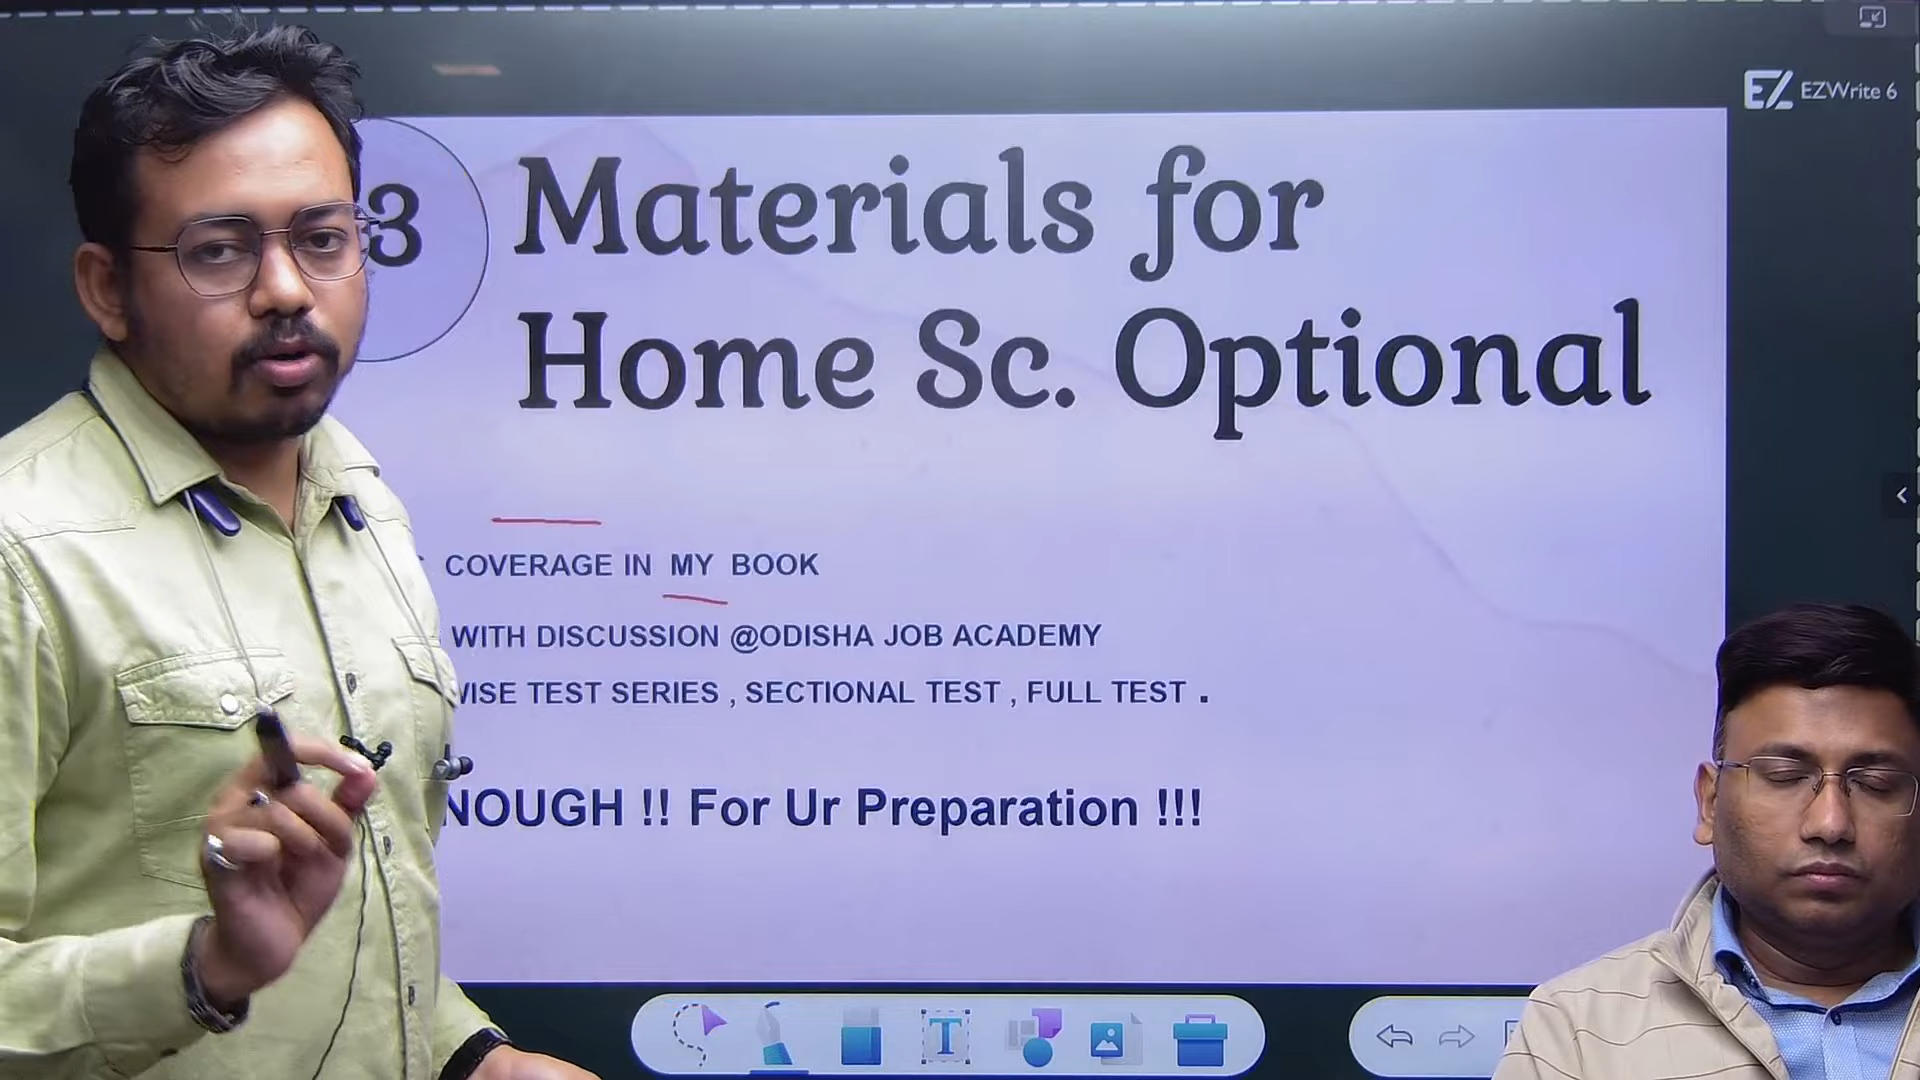 EZ EZWrite 6
3 Materials for
Home Sc. Optional
COVERAGE IN MY BOOK
WITH DISCUSSION @ODISHA JOB ACADEMY
WISE TEST SERIES , SECTIONAL TEST , FULL TEST .
NOUGH !! For Ur Preparation !!!
T